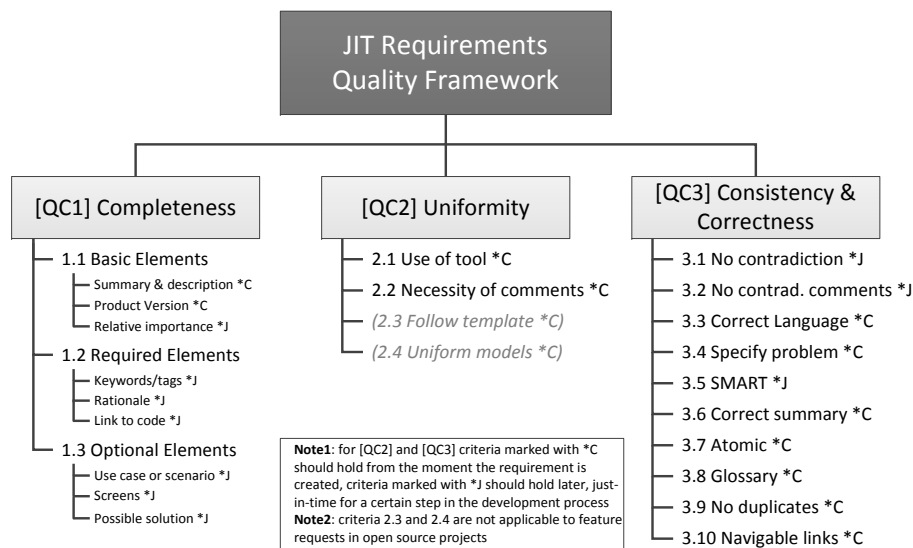 JIT Requirements
Quality Framework
[QC1] Completeness
1.1 Basic Elements
Summary & description *C
Product Version *C
Relative importance *J
1.2 Required Elements
Keywords/tags *J
Rationale *J
Link to code *J
1.3 Optional Elements
Use case or scenario *J
Screens *J
Possible solution *J
[QC2] Uniformity
2.1 Use of tool *C
2.2 Necessity of comments *C
(2.3 Follow template *C)
(2.4 Uniform models *C)
[QC3] Consistency &
Correctness
3.1 No contradiction *J
3.2 No contrad. comments *J
3.3 Correct Language *C
3.4 Specify problem *C
3.5 SMART *J
3.6 Correct summary *C
3.7 Atomic *C
3.8 Glossary *C
3.9 No duplicates *C
3.10 Navigable links *C
Note1: for [QC2] and [QC3] criteria marked with *C
should hold from the moment the requirement is
created, criteria marked with *J should hold later, just-
in-time for a certain step in the development process
Note2: criteria 2.3 and 2.4 are not applicable to feature
requests in open source projects